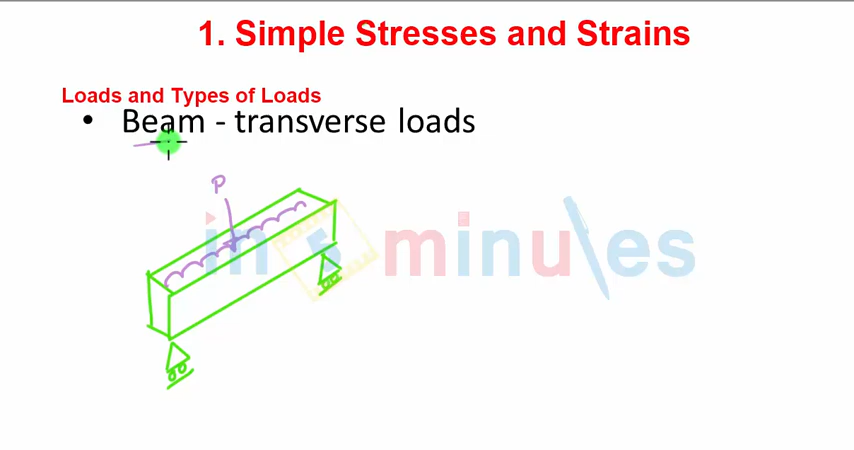 1. Simple Stresses and Strains
Loads and Types of Loads
• Beam - transverse loads
P
in 5 minutes